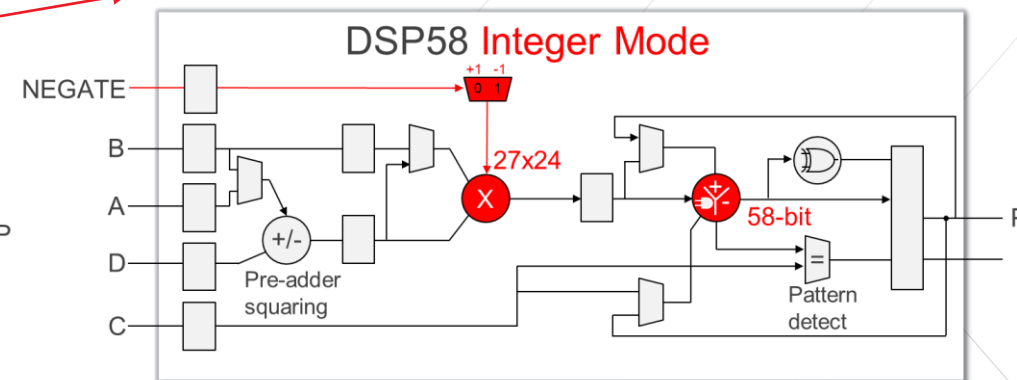 DSP58 Integer Mode
NEGATE
+1 -1
0 1
B
27x24
X
A
+
-
58-bit
P
+/-
D
Pre-adder
squaring
=
Pattern
detect
C